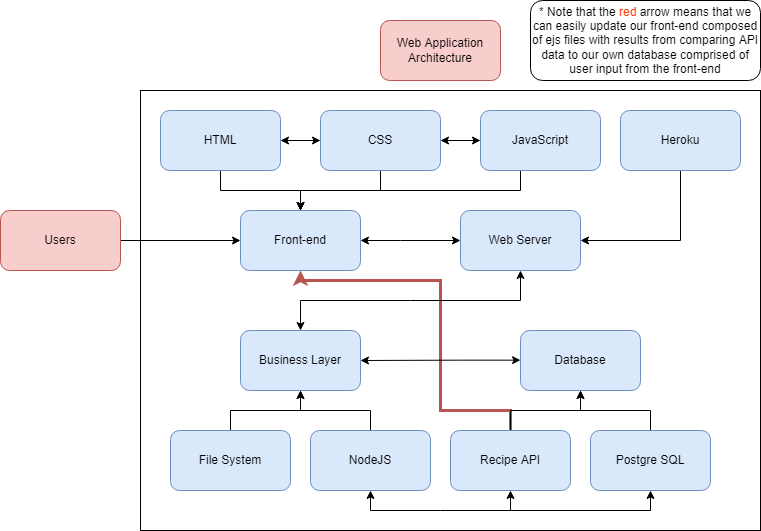 * Note that the red arrow means that we
can easily update our front-end composed
of ejs files with results from comparing API
data to our own database comprised of
user input from the front-end
Web Application
Architecture
HTML
CSS
JavaScript
Heroku
Users
Front-end
Web Server
Business Layer
Database
File System
NodeJS
Recipe API
Postgre SQL